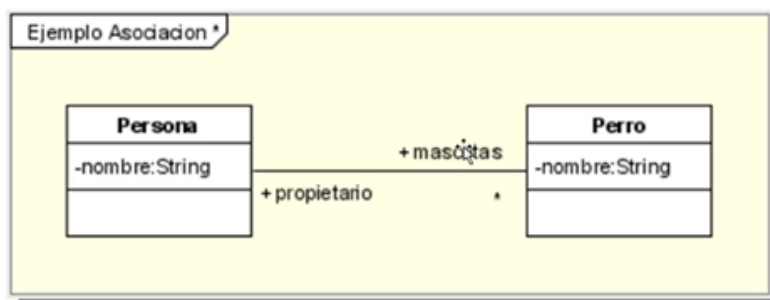 Ejemplo Asociacion *
Persona
-nombre:String
+ propietario
+ mascotas
*
Perro
-nombre:String